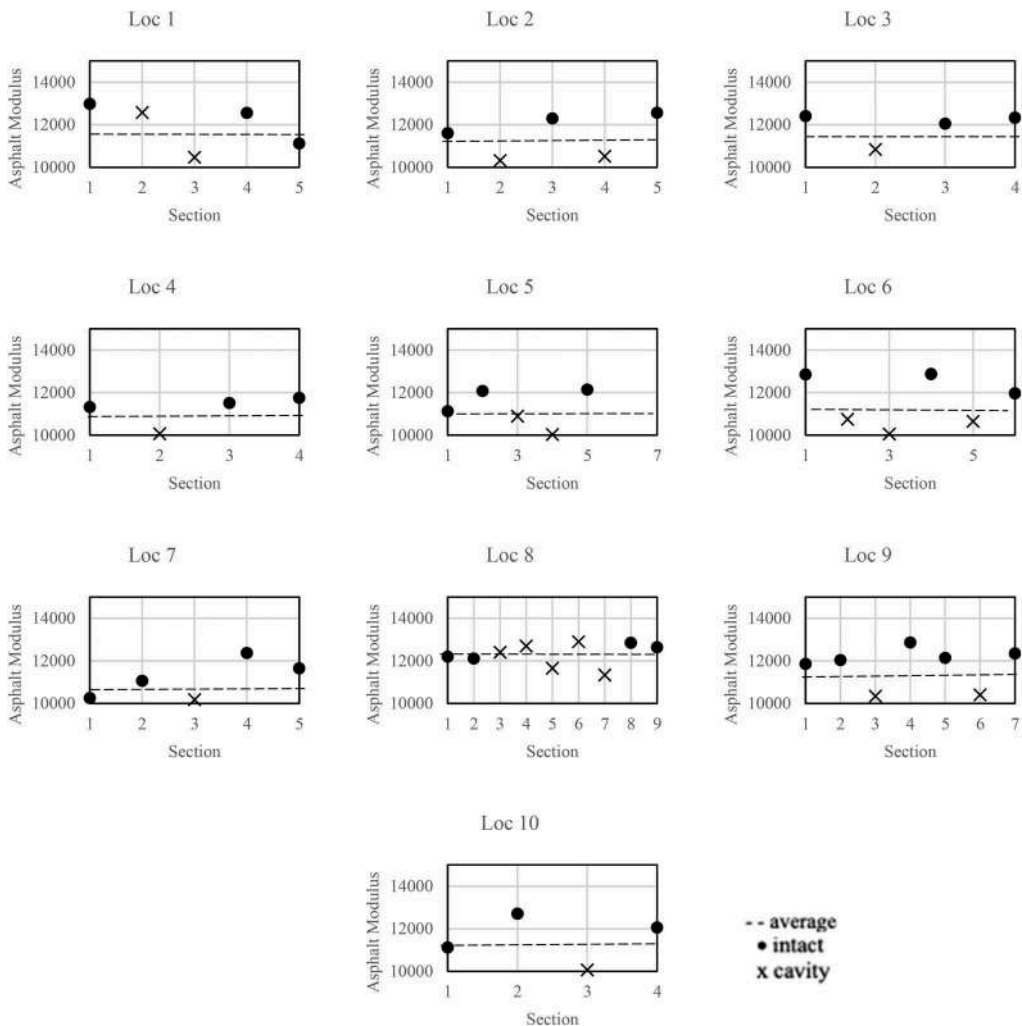 Loc 1
Asphalt Modulus
14000
12000
10000
1 2 3 4 5
Section
Loc 2
Asphalt Modulus
14000
12000
10000
1 2 3 4 5
Section
Loc 3
Asphalt Modulus
14000
12000
10000
1 2 3 4
Section
Loc 4
Asphalt Modulus
14000
12000
10000
1 2 3 4
Section
Loc 5
Asphalt Modulus
14000
12000
10000
1 3 5 7
Section
Loc 6
Asphalt Modulus
14000
12000
10000
1 3 5
Section
Loc 7
Asphalt Modulus
14000
12000
10000
1 2 3 4 5
Section
Loc 8
Asphalt Modulus
14000
12000
10000
1 2 3 4 5 6 7 8 9
Section
Loc 9
Asphalt Modulus
14000
12000
10000
1 2 3 4 5 6 7
Section
Loc 10
Asphalt Modulus
14000
12000
10000
1 2 3 4
Section
-- average
● intact
x cavity